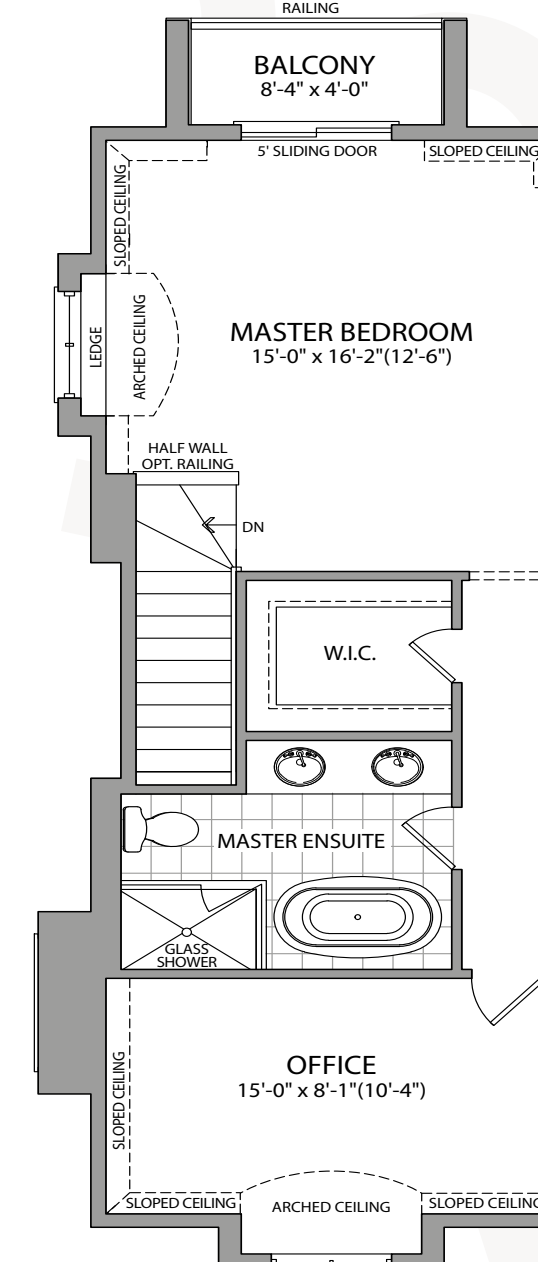 RAILING
BALCONY
8'-4" x 4'-0"
5' SLIDING DOOR
SLOPED CEILING
SLOPED CEILING
LEDGE
ARCHED CEILING
MASTER BEDROOM
15'-0" x 16'-2"(12'-6")
HALF WALL
OPT. RAILING
DN
W.I.C.
MASTER ENSUITE
GLASS
SHOWER
OFFICE
15'-0" x 8'-1"(10'-4")
SLOPED CEILING
SLOPED CEILING
ARCHED CEILING
SLOPED CEILING